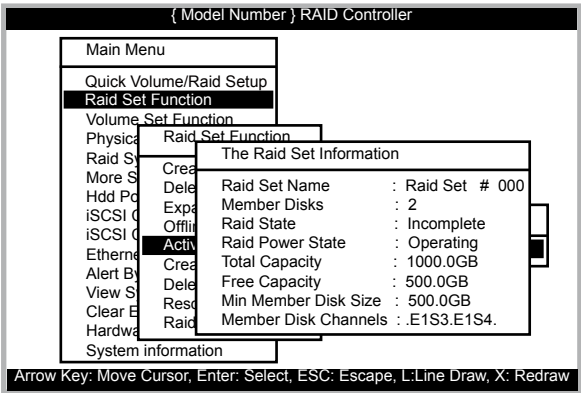 { Model Number } RAID Controller
Main Menu
Quick Volume/Raid Setup
Raid Set Function
Volume Set Function
Physica
Raid Sy
More S
Hdd Po
iSCSI C
iSCSI C
Etherne
Alert By
View S
Clear E
Hardwa
System information
Raid Set Function
Crea
Dele
Expa
Offlin
Activ
Crea
Dele
Resc
Raid
The Raid Set Information
Raid Set Name : Raid Set # 000
Member Disks : 2
Raid State : Incomplete
Raid Power State : Operating
Total Capacity : 1000.0GB
Free Capacity : 500.0GB
Min Member Disk Size : 500.0GB
Member Disk Channels : .E1S3.E1S4.
Arrow Key: Move Cursor, Enter: Select, ESC: Escape, L:Line Draw, X: Redraw